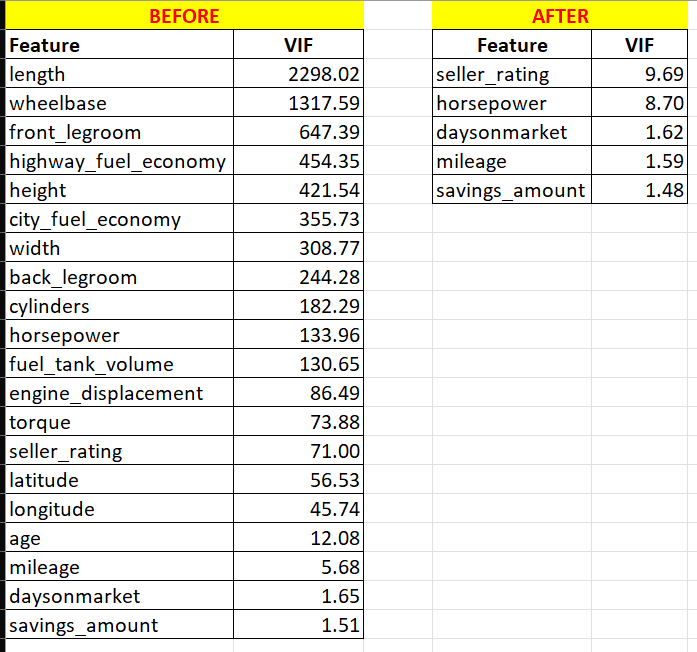 BEFORE AFTER
Feature VIF Feature VIF
length 2298.02 seller_rating 9.69
wheelbase 1317.59 horsepower 8.70
front_legroom 647.39 daysonmarket 1.62
highway_fuel_economy 454.35 mileage 1.59
height 421.54 savings_amount 1.48
city_fuel_economy 355.73
width 308.77
back_legroom 244.28
cylinders 182.29
horsepower 133.96
fuel_tank_volume 130.65
engine_displacement 86.49
torque 73.88
seller_rating 71.00
latitude 56.53
longitude 45.74
age 12.08
mileage 5.68
daysonmarket 1.65
savings_amount 1.51